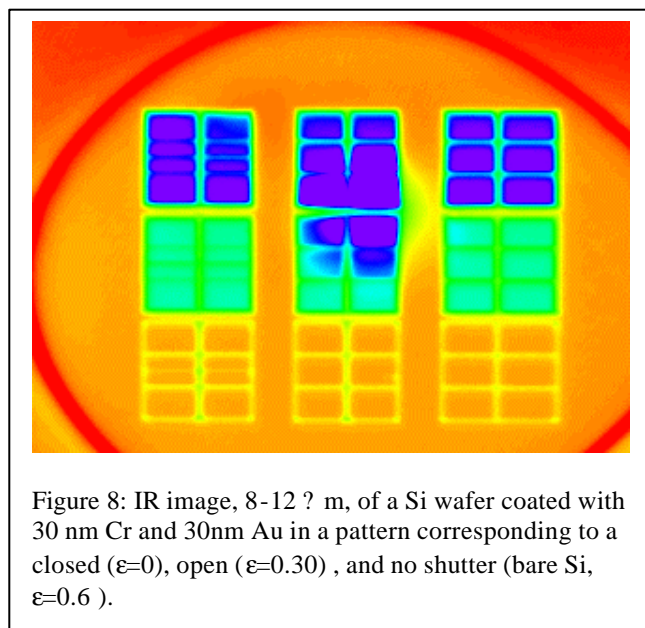 Figure 8: IR image, 8-12 ? m, of a Si wafer coated with
30 nm Cr and 30nm Au in a pattern corresponding to a
closed (ε=0), open (ε=0.30) , and no shutter (bare Si,
ε=0.6 ).